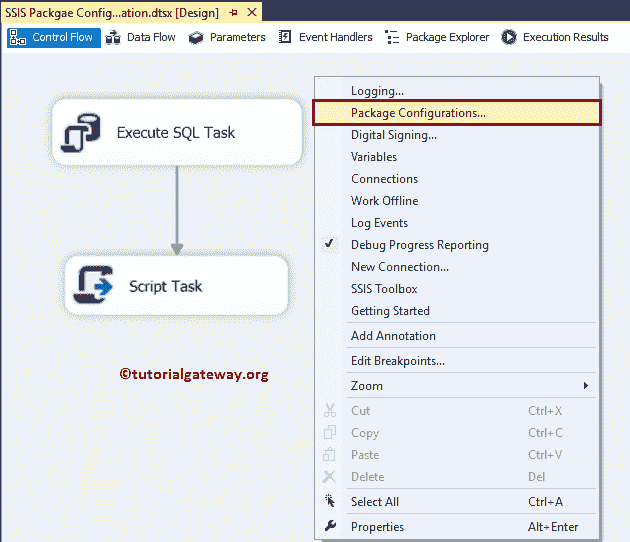 SSIS Packgae Config...ation.dtsx [Design]
Control Flow
Data Flow
Parameters
Event Handlers
Package Explorer
Execution Results
Execute SQL Task
Script Task
©tutorialgateway.org
Logging...
Package Configurations...
Digital Signing...
Variables
Connections
Work Offline
Log Events
Debug Progress Reporting
New Connection...
SSIS Toolbox
Getting Started
Add Annotation
Edit Breakpoints...
Zoom
Cut Ctrl+X
Copy Ctrl+C
Paste Ctrl+V
Delete Del
Select All Ctrl+A
Properties Alt+Enter